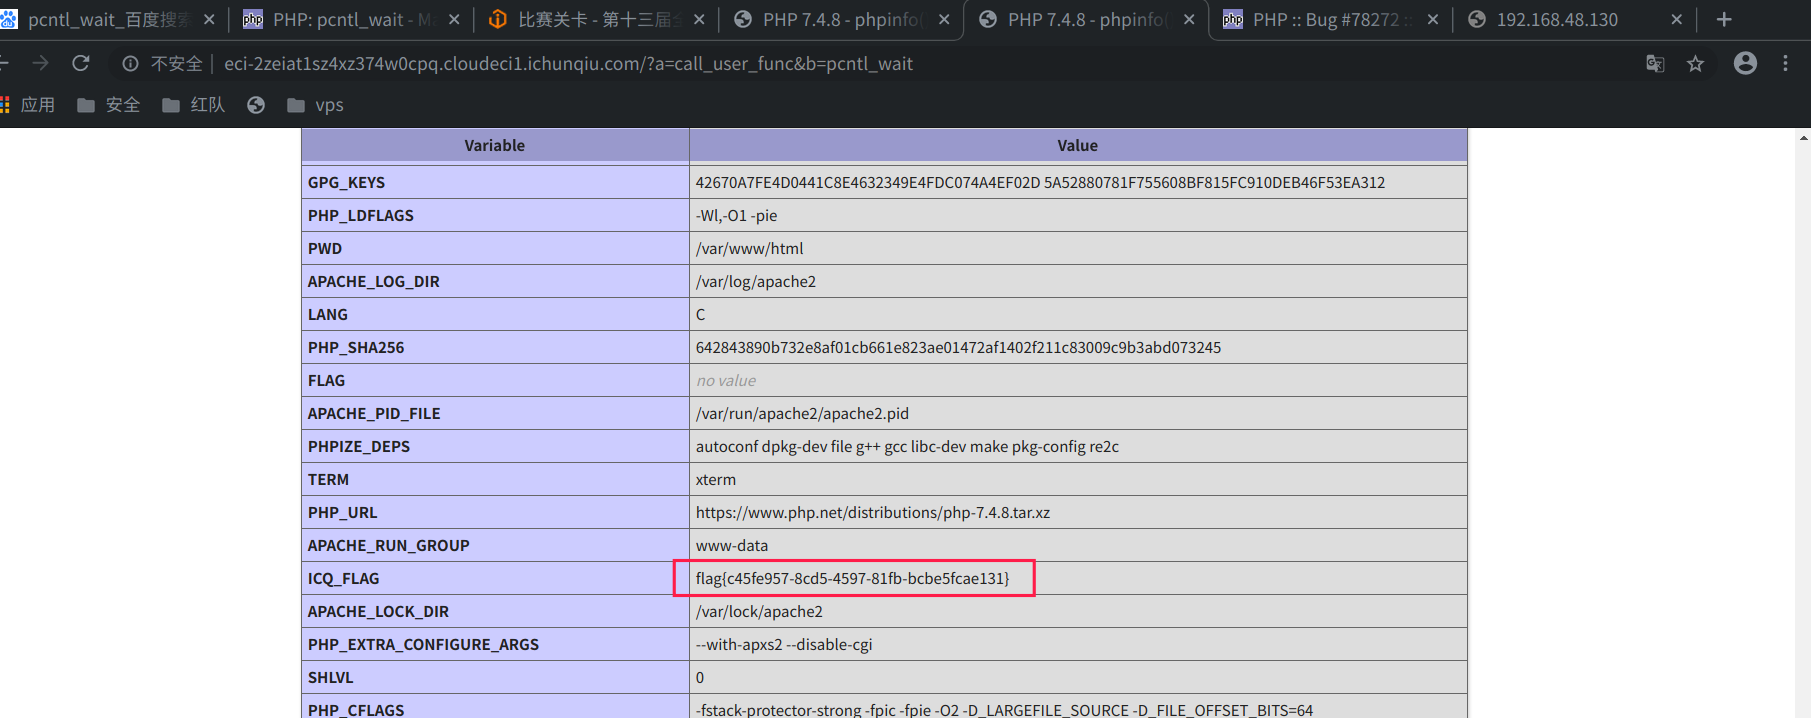 pcntl_wait_百度搜索
PHP: pcntl_wait - Ma
比赛关卡 - 第十三届全
PHP 7.4.8 - phpinfo(
PHP 7.4.8 - phpinfo(
PHP :: Bug #78272 ::
192.168.48.130
不安全 | eci-2zeiat1sz4xz374w0cpq.cloudeci1.ichunqiu.com/?a=call_user_func&b=pcntl_wait
应用 安全 红队 vps
Variable Value
GPG_KEYS 42670A7FE4D0441C8E4632349E4FDC074A4EF02D 5A52880781F755608BF815FC910DEB46F53EA312
PHP_LDFLAGS -Wl,-O1 -pie
PWD /var/www/html
APACHE_LOG_DIR /var/log/apache2
LANG C
PHP_SHA256 642843890b732e8af01cb661e823ae01472af1402f211c83009c9b3abd073245
FLAG no value
APACHE_PID_FILE /var/run/apache2/apache2.pid
PHPIZE_DEPS autoconf dpkg-dev file g++ gcc libc-dev make pkg-config re2c
TERM xterm
PHP_URL https://www.php.net/distributions/php-7.4.8.tar.xz
APACHE_RUN_GROUP www-data
ICQ_FLAG flag{c45fe957-8cd5-4597-81fb-bcbe5fcae131}
APACHE_LOCK_DIR /var/lock/apache2
PHP_EXTRA_CONFIGURE_ARGS --with-apxs2 --disable-cgi
SHLVL 0
PHP_CFLAGS -fstack-protector-strong -fpic -fpie -O2 -D_LARGEFILE_SOURCE -D_FILE_OFFSET_BITS=64